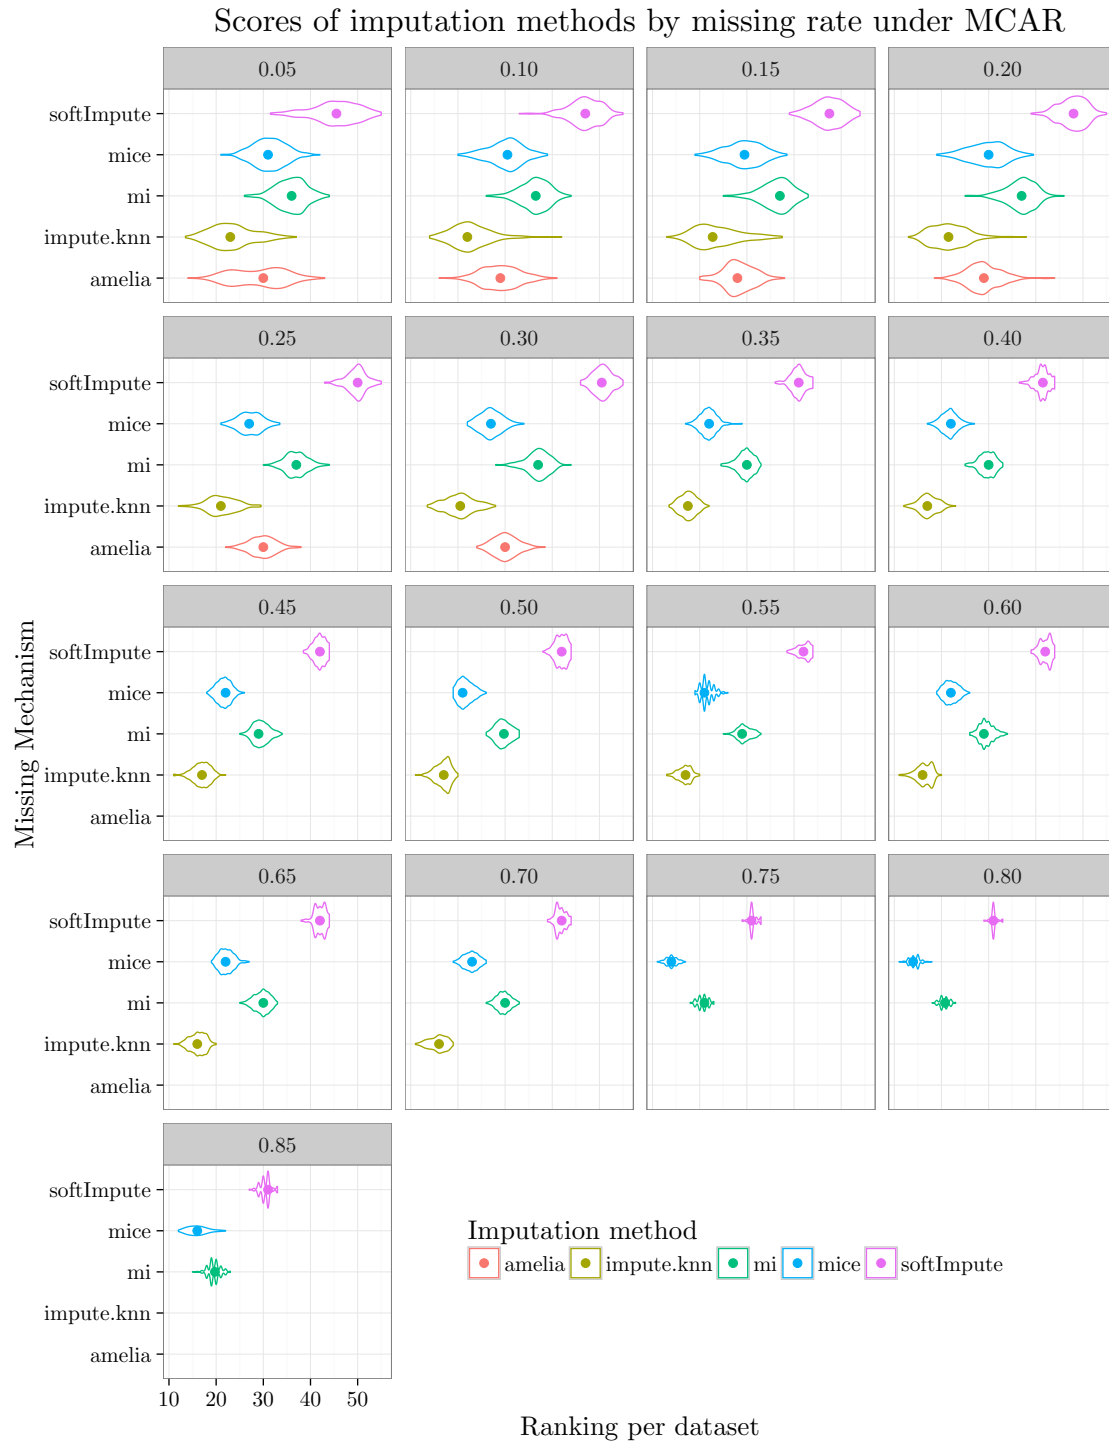 Scores of imputation methods by missing rate under MCAR
0.05 0.10 0.15 0.20
softImpute
mice
mi
impute.knn
amelia
0.25 0.30 0.35 0.40
softImpute
mice
mi
impute.knn
amelia
0.45 0.50 0.55 0.60
softImpute
mice
mi
impute.knn
amelia
Missing Mechanism
0.65 0.70 0.75 0.80
softImpute
mice
mi
impute.knn
amelia
0.85
softImpute
mice
mi
impute.knn
amelia
10 20 30 40 50
Imputation method
amelia impute.knn mi mice softImpute
Ranking per dataset